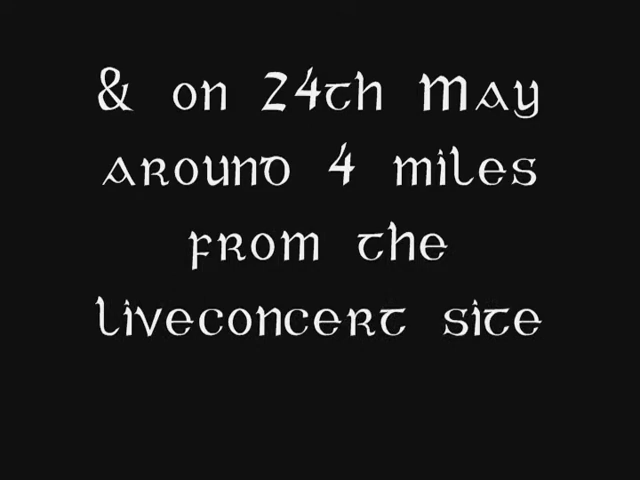 & on 24th May
around 4 miles
from the
liveconcert site